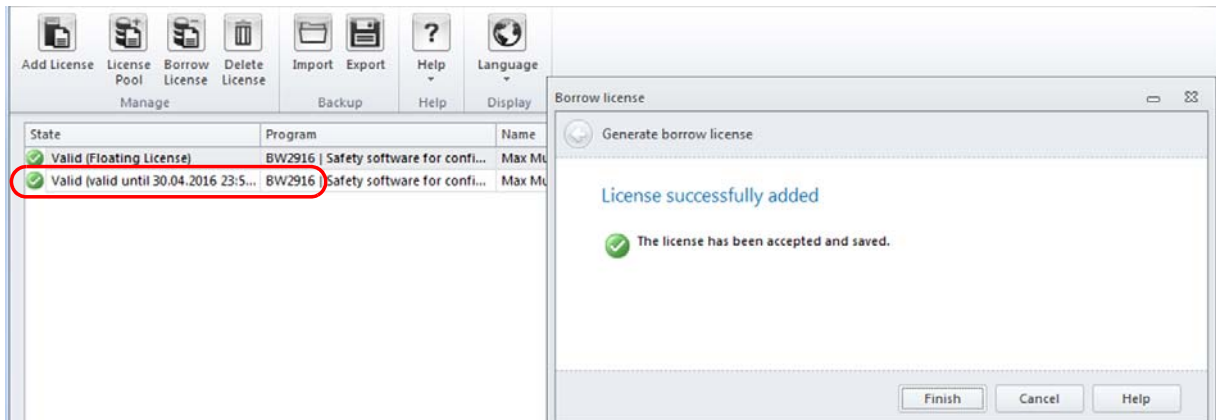 Add License License Pool Borrow License Delete License Import Export Help Language
Manage Backup Help Display
State Program Name
Valid (Floating License) BW2916 | Safety software for confi... Max Mu
Valid (valid until 30.04.2016 23:5... BW2916 | Safety software for confi... Max Mu
Borrow license
Generate borrow license
License successfully added
The license has been accepted and saved.
Finish Cancel Help